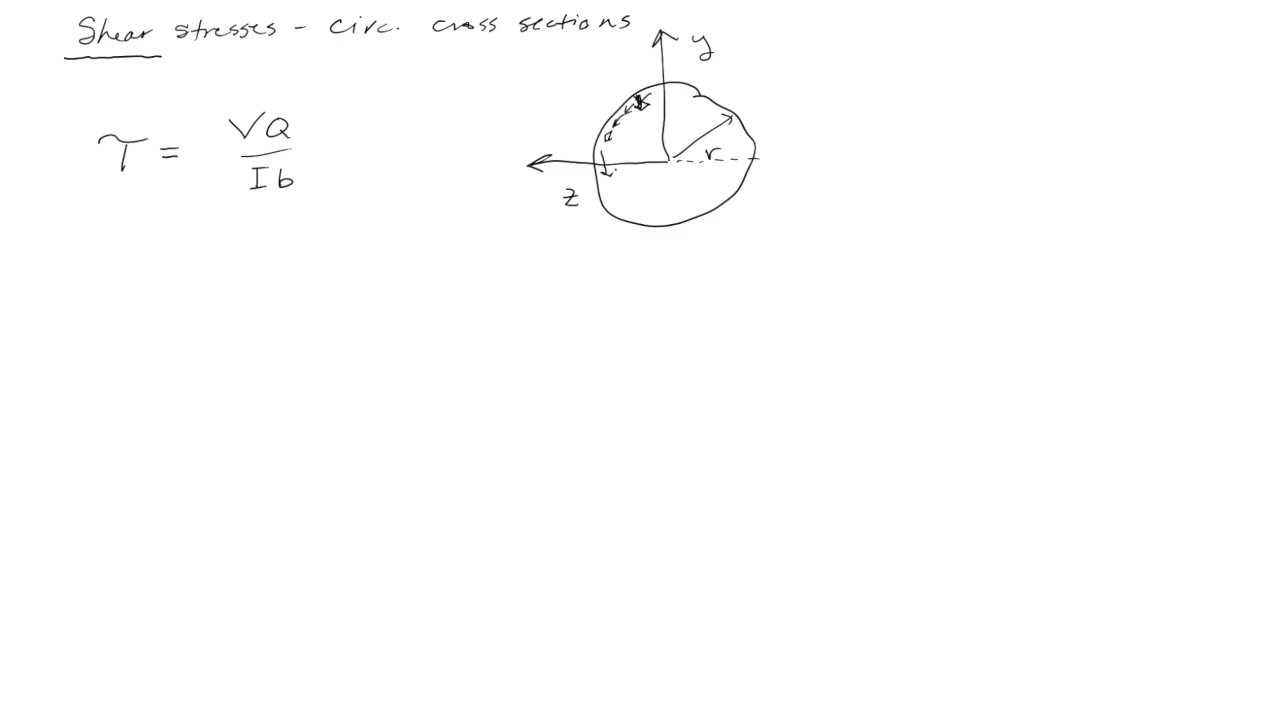 Shear stresses - circ. cross sections
y
τ = VQ / Ib
r
z